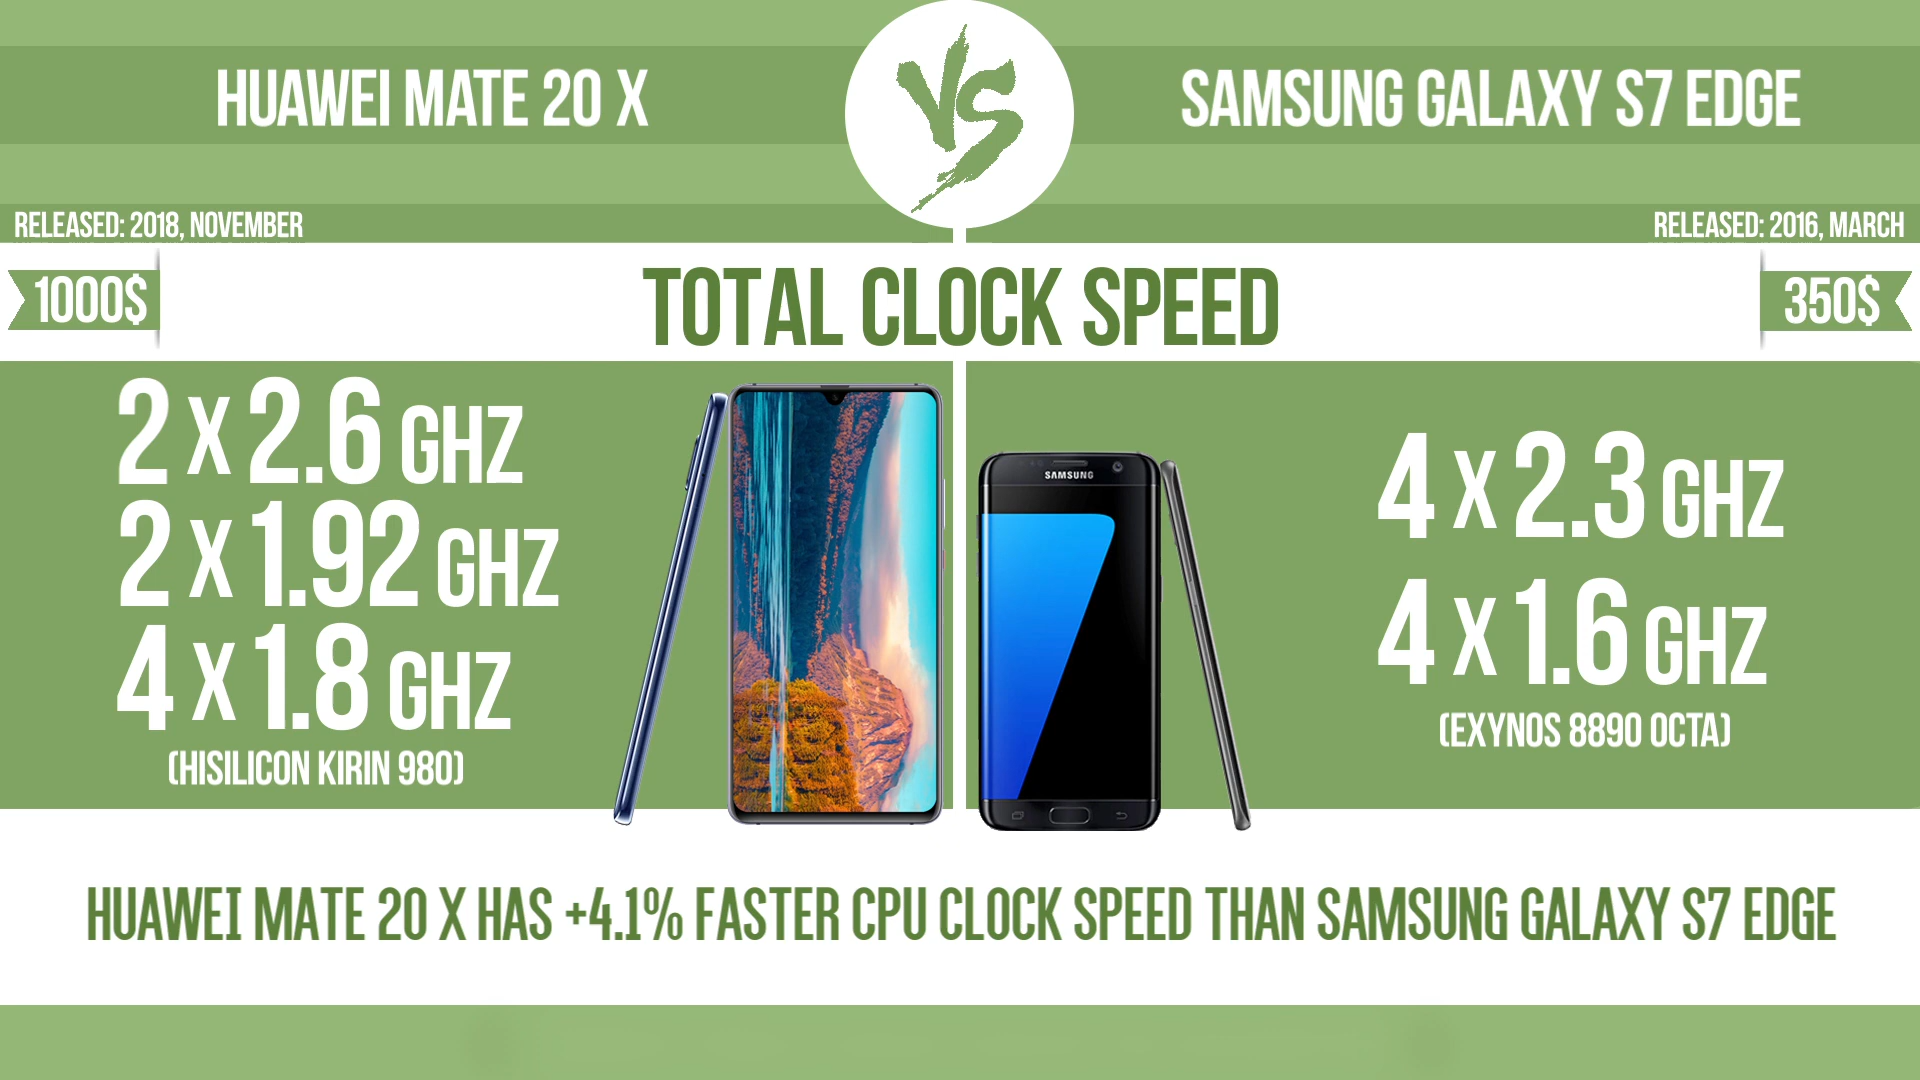 HUAWEI MATE 20 X
VS
SAMSUNG GALAXY S7 EDGE
RELEASED: 2018, NOVEMBER
RELEASED: 2016, MARCH
1000$
TOTAL CLOCK SPEED
350$
2 X 2.6 GHZ
2 X 1.92 GHZ
4 X 1.8 GHZ
(HISILICON KIRIN 980)
SAMSUNG
4 X 2.3 GHZ
4 X 1.6 GHZ
(EXYNOS 8890 OCTA)
HUAWEI MATE 20 X HAS +4.1% FASTER CPU CLOCK SPEED THAN SAMSUNG GALAXY S7 EDGE